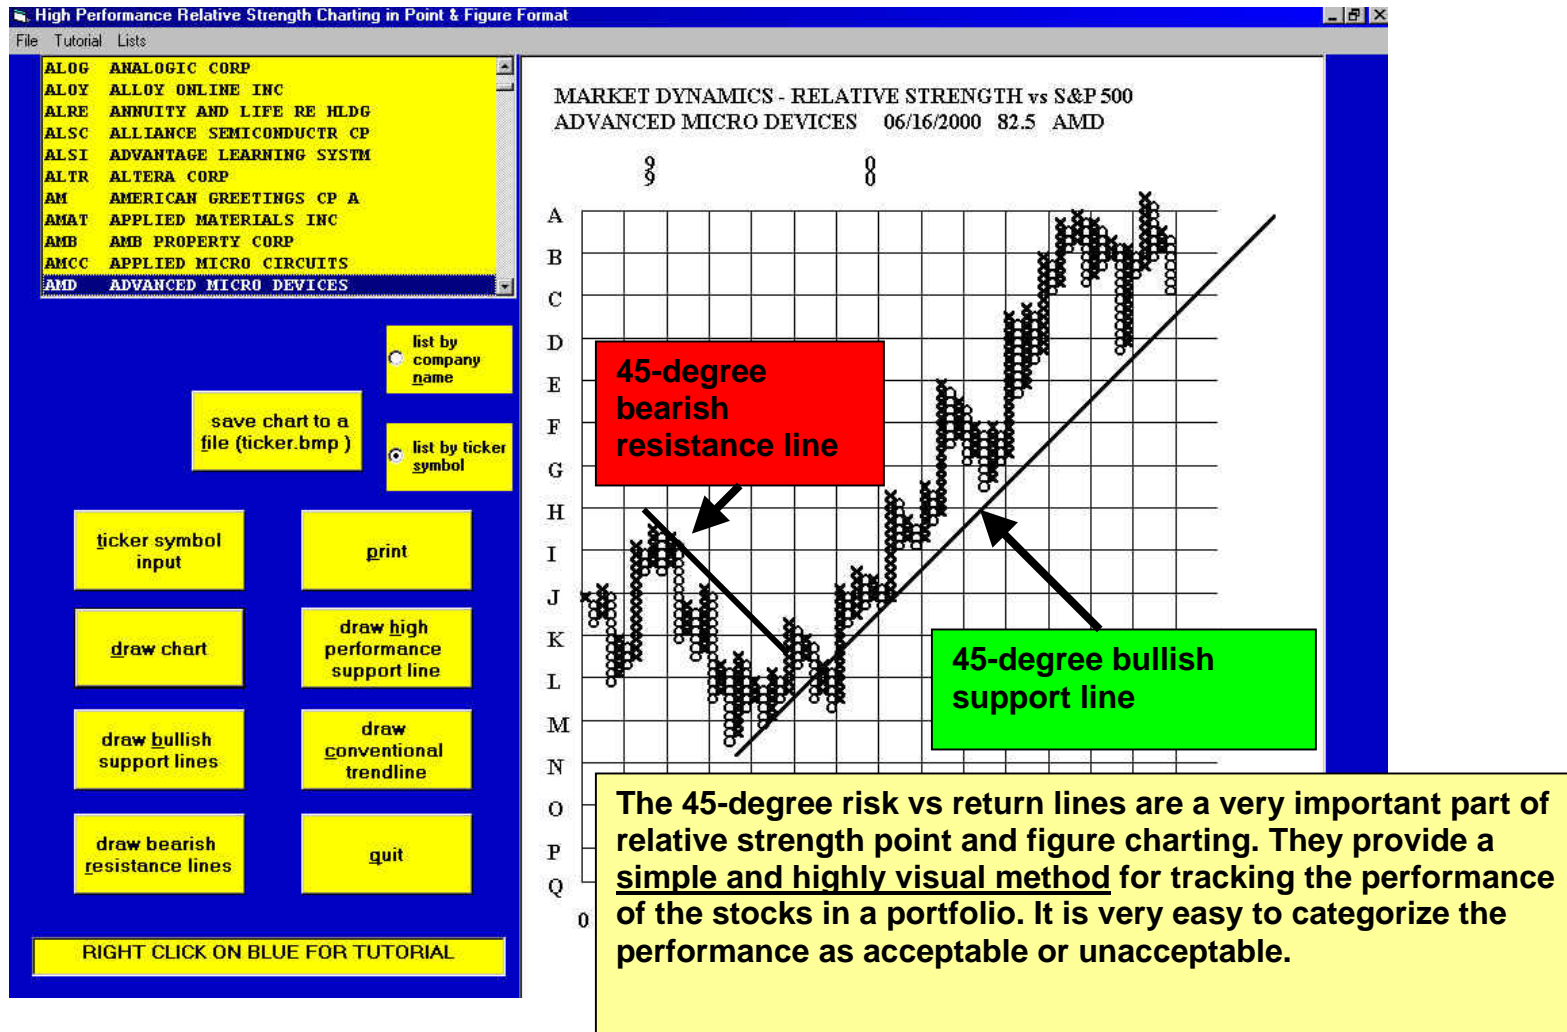 High Performance Relative Strength Charting in Point & Figure Format
File Tutorial Lists
ALOG ANALOGIC CORP
ALOY ALLOY ONLINE INC
ALRE ANNUITY AND LIFE RE HLDG
ALSC ALLIANCE SEMICONDUCTR CP
ALSI ADVANTAGE LEARNING SYSTM
ALTR ALTERA CORP
AM AMERICAN GREETINGS CP A
AMAT APPLIED MATERIALS INC
AMB AMB PROPERTY CORP
AMCC APPLIED MICRO CIRCUITS
AMD ADVANCED MICRO DEVICES
list by
company
name
save chart to a
file (ticker.bmp )
list by ticker
symbol
ticker symbol
input
print
draw chart
draw high
performance
support line
draw bullish
support lines
draw
conventional
trendline
draw bearish
resistance lines
quit
RIGHT CLICK ON BLUE FOR TUTORIAL
MARKET DYNAMICS - RELATIVE STRENGTH vs S&P 500
ADVANCED MICRO DEVICES 06/16/2000 82.5 AMD
9 0
9 0
A
B
C
D
E
F
G
H
I
J
K
L
M
N
O
P
Q
0
45-degree
bearish
resistance line
45-degree bullish
support line
The 45-degree risk vs return lines are a very important part of
relative strength point and figure charting. They provide a
simple and highly visual method for tracking the performance
of the stocks in a portfolio. It is very easy to categorize the
performance as acceptable or unacceptable.